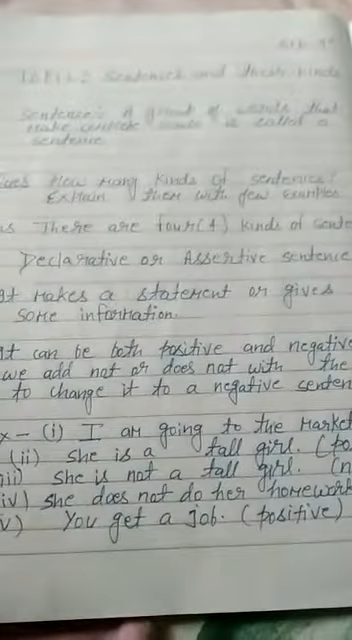 Sentences and their kinds
Sentence: A group of words that
make complete sense is called a
sentence
How many kinds of sentences?
Explain them with few examples
There are four(4) kinds of
Declarative or Assertive sentence
It makes a statement or gives
some information.
It can be both positive and negative
we add not or does not with the
to change it to a negative
(i) I am going to the Market
(ii) she is a tall girl.
iii) she is not a tall girl.
iv) she does not do her homework
v) You get a job. (positive)